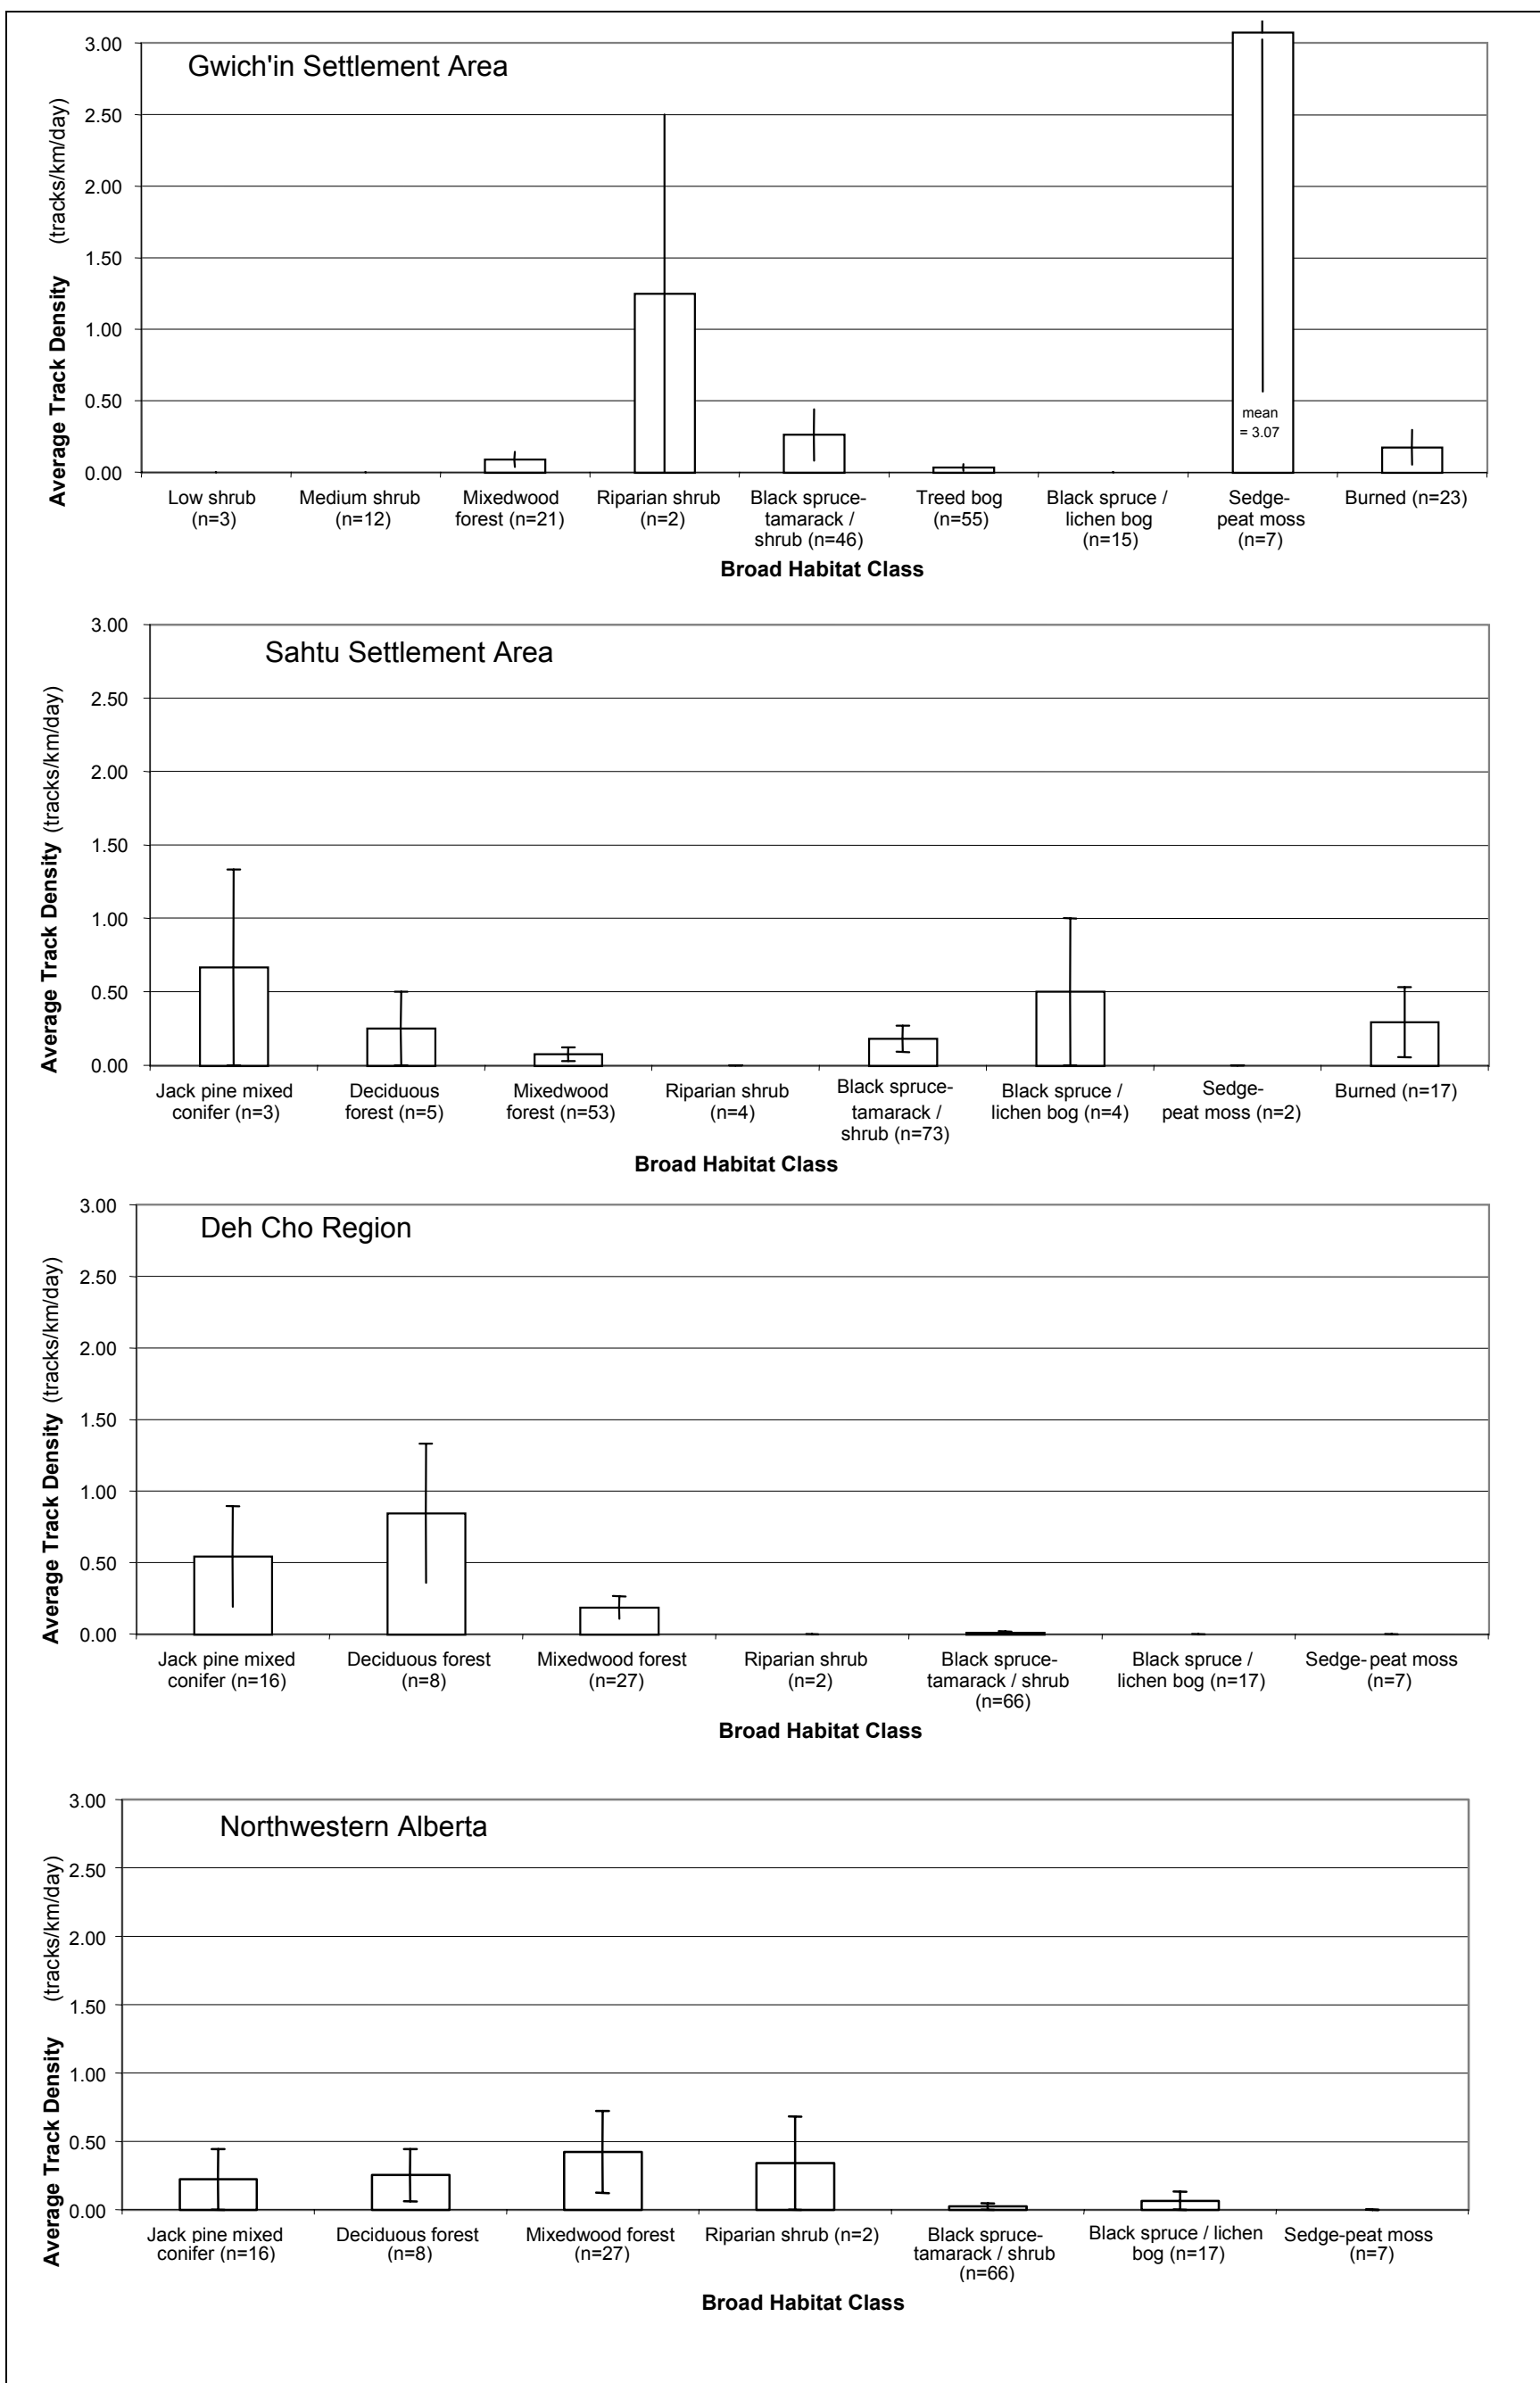 Gwich'in Settlement Area
Average Track Density (tracks/km/day)
3.00
2.50
2.00
1.50
1.00
0.50
0.00
mean
= 3.07
Low shrub
(n=3)
Medium shrub
(n=12)
Mixedwood
forest (n=21)
Riparian shrub
(n=2)
Black spruce-
tamarack /
shrub (n=46)
Treed bog
(n=55)
Black spruce /
lichen bog
(n=15)
Sedge-
peat moss
(n=7)
Burned (n=23)
Broad Habitat Class
Sahtu Settlement Area
Average Track Density (tracks/km/day)
3.00
2.50
2.00
1.50
1.00
0.50
0.00
Jack pine mixed
conifer (n=3)
Deciduous
forest (n=5)
Mixedwood
forest (n=53)
Riparian shrub
(n=4)
Black spruce-
tamarack /
shrub (n=73)
Black spruce /
lichen bog (n=4)
Sedge-
peat moss (n=2)
Burned (n=17)
Broad Habitat Class
Deh Cho Region
Average Track Density (tracks/km/day)
3.00
2.50
2.00
1.50
1.00
0.50
0.00
Jack pine mixed
conifer (n=16)
Deciduous forest
(n=8)
Mixedwood forest
(n=27)
Riparian shrub
(n=2)
Black spruce-
tamarack / shrub
(n=66)
Black spruce /
lichen bog (n=17)
Sedge-peat moss
(n=7)
Broad Habitat Class
Northwestern Alberta
Average Track Density (tracks/km/day)
3.00
2.50
2.00
1.50
1.00
0.50
0.00
Jack pine mixed
conifer (n=16)
Deciduous forest
(n=8)
Mixedwood forest
(n=27)
Riparian shrub (n=2)
Black spruce-
tamarack / shrub
(n=66)
Black spruce / lichen
bog (n=17)
Sedge-peat moss
(n=7)
Broad Habitat Class